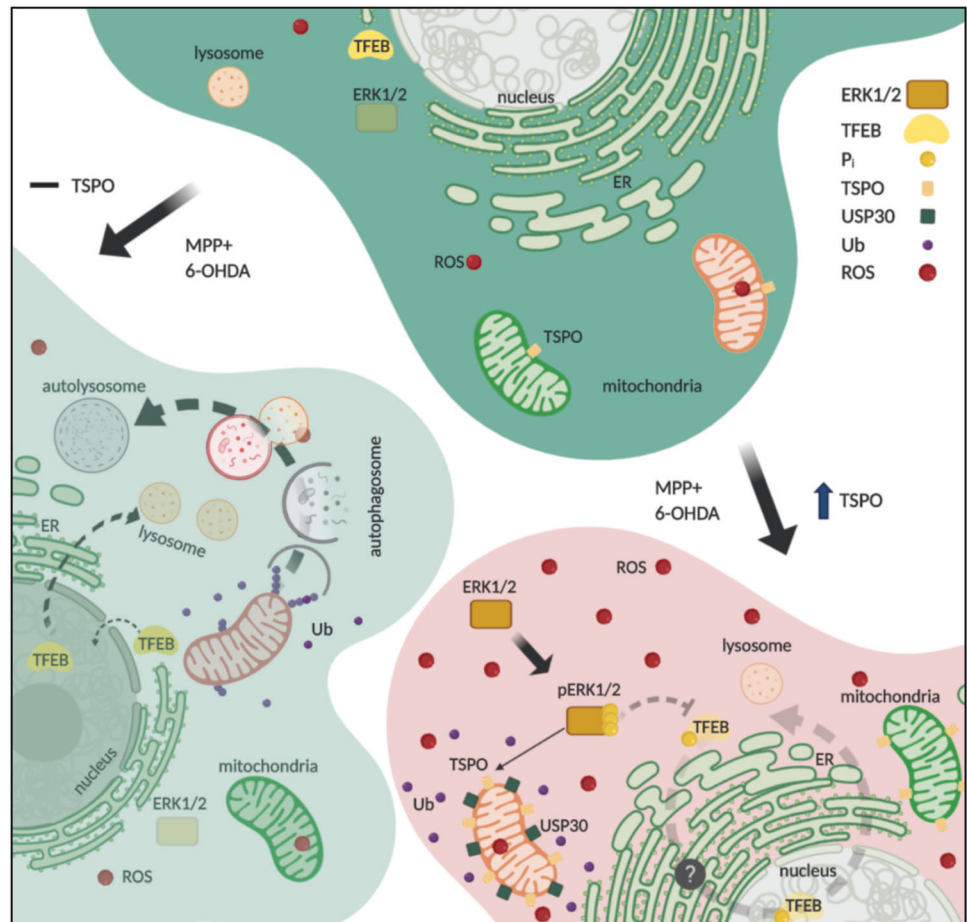 lysosome
TFEB
ERK1/2
nucleus
ER
ROS
TSPO
mitochondria
ERK1/2
TFEB
Pi
TSPO
USP30
Ub
ROS
TSPO
MPP+
6-OHDA
autolysosome
autophagosome
ER
lysosome
TFEB
TFEB
Ub
nucleus
mitochondria
ERK1/2
ROS
MPP+
6-OHDA
TSPO
ROS
ERK1/2
lysosome
pERK1/2
mitochondria
TFEB
TSPO
ER
Ub
USP30
?
nucleus
TFEB